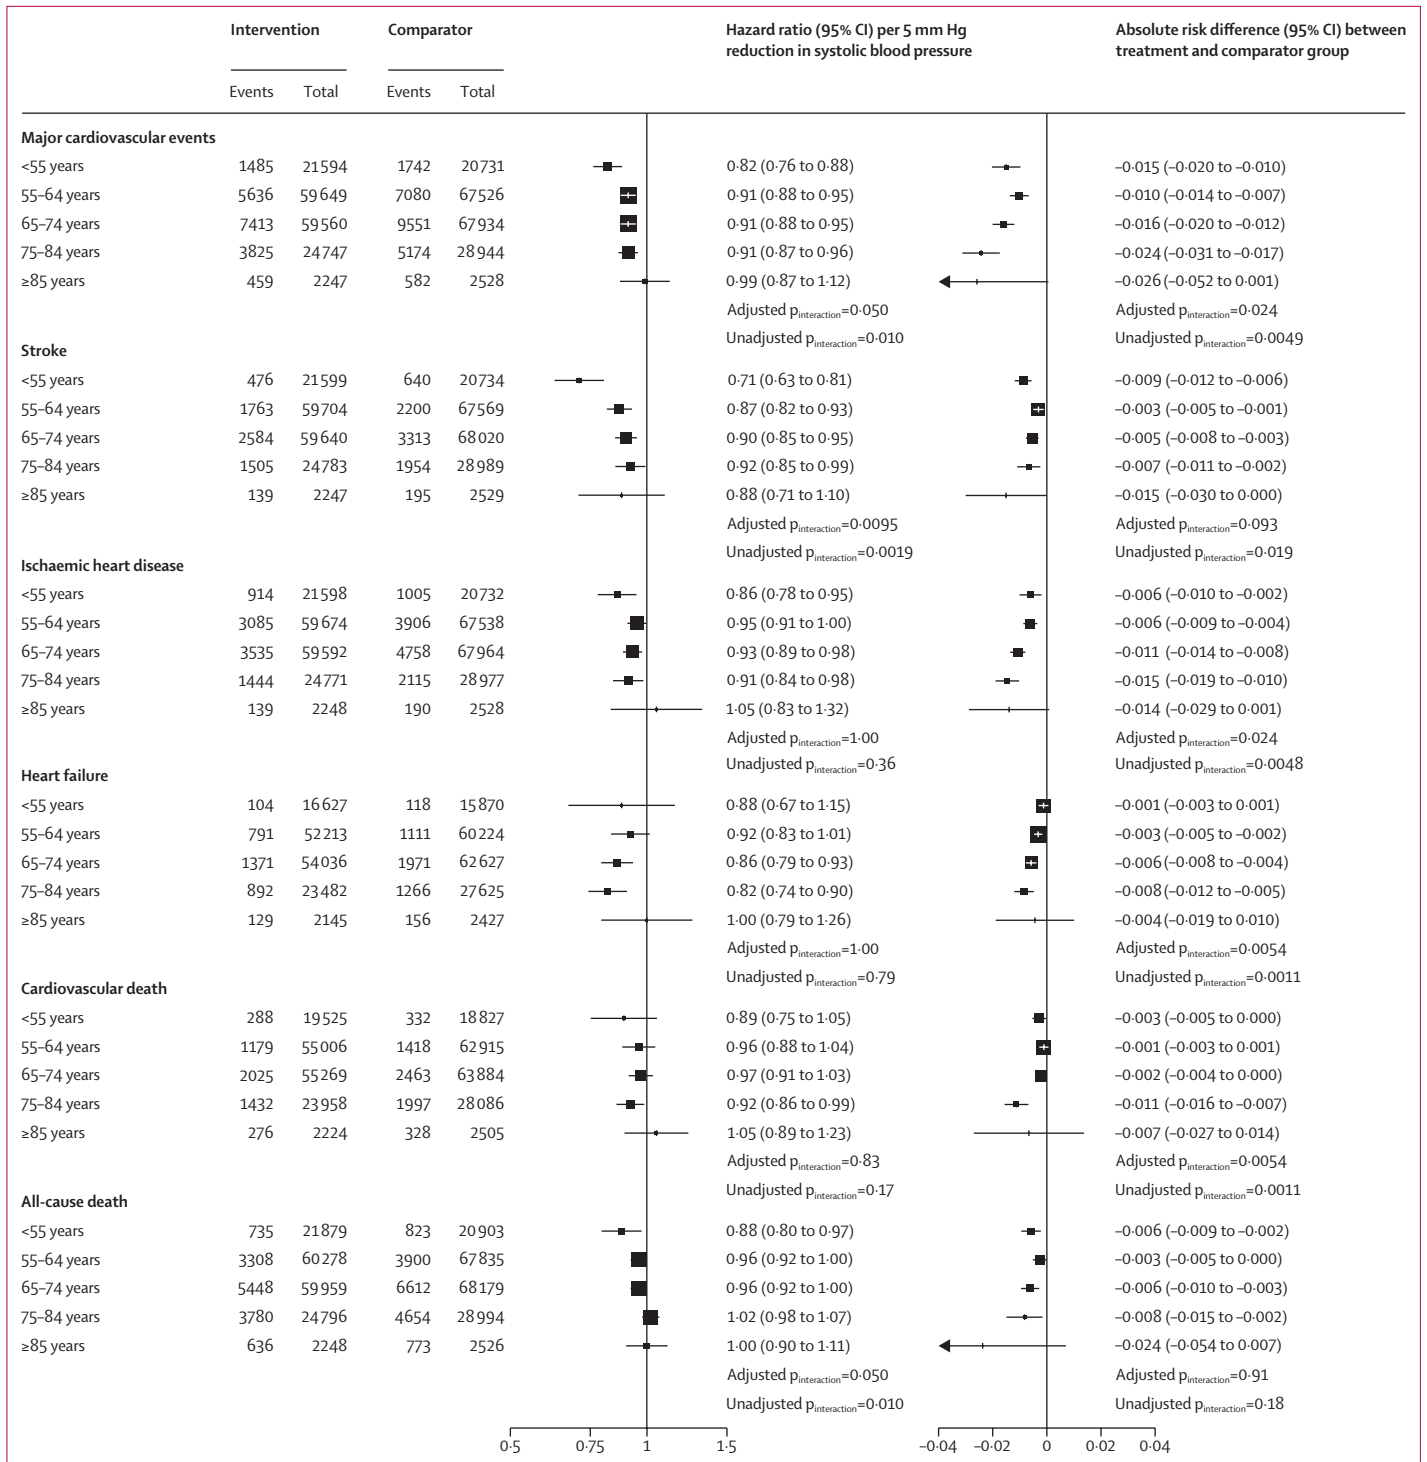 Intervention Comparator Hazard ratio (95% CI) per 5 mm Hg Absolute risk difference (95% CI) between
reduction in systolic blood pressure treatment and comparator group
Events Total Events Total
Major cardiovascular events
<55 years 1485 21594 1742 20731 0·82 (0·76 to 0·88) –0·015 (–0·020 to –0·010)
55–64 years 5636 59649 7080 67526 0·91 (0·88 to 0·95) –0·010 (–0·014 to –0·007)
65–74 years 7413 59560 9551 67934 0·91 (0·88 to 0·95) –0·016 (–0·020 to –0·012)
75–84 years 3825 24747 5174 28944 0·91 (0·87 to 0·96) –0·024 (–0·031 to –0·017)
≥85 years 459 2247 582 2528 0·99 (0·87 to 1·12) –0·026 (–0·052 to 0·001)
Adjusted pinteraction=0·050 Adjusted pinteraction=0·024
Unadjusted pinteraction=0·010 Unadjusted pinteraction=0·0049
Stroke
<55 years 476 21599 640 20734 0·71 (0·63 to 0·81) –0·009 (–0·012 to –0·006)
55–64 years 1763 59704 2200 67569 0·87 (0·82 to 0·93) –0·003 (–0·005 to –0·001)
65–74 years 2584 59640 3313 68020 0·90 (0·85 to 0·95) –0·005 (–0·008 to –0·003)
75–84 years 1505 24783 1954 28989 0·92 (0·85 to 0·99) –0·007 (–0·011 to –0·002)
≥85 years 139 2247 195 2529 0·88 (0·71 to 1·10) –0·015 (–0·030 to 0·000)
Adjusted pinteraction=0·0095 Adjusted pinteraction=0·093
Unadjusted pinteraction=0·0019 Unadjusted pinteraction=0·019
Ischaemic heart disease
<55 years 914 21598 1005 20732 0·86 (0·78 to 0·95) –0·006 (–0·010 to –0·002)
55–64 years 3085 59674 3906 67538 0·95 (0·91 to 1·00) –0·006 (–0·009 to –0·004)
65–74 years 3535 59592 4758 67964 0·93 (0·89 to 0·98) –0·011 (–0·014 to –0·008)
75–84 years 1444 24771 2115 28977 0·91 (0·84 to 0·98) –0·015 (–0·019 to –0·010)
≥85 years 139 2248 190 2528 1·05 (0·83 to 1·32) –0·014 (–0·029 to 0·001)
Adjusted pinteraction=1·00 Adjusted pinteraction=0·024
Unadjusted pinteraction=0·36 Unadjusted pinteraction=0·0048
Heart failure
<55 years 104 16627 118 15870 0·88 (0·67 to 1·15) –0·001 (–0·003 to 0·001)
55–64 years 791 52213 1111 60224 0·92 (0·83 to 1·01) –0·003 (–0·005 to –0·002)
65–74 years 1371 54036 1971 62627 0·86 (0·79 to 0·93) –0·006 (–0·008 to –0·004)
75–84 years 892 23482 1266 27625 0·82 (0·74 to 0·90) –0·008 (–0·012 to –0·005)
≥85 years 129 2145 156 2427 1·00 (0·79 to 1·26) –0·004 (–0·019 to 0·010)
Adjusted pinteraction=1·00 Adjusted pinteraction=0·0054
Unadjusted pinteraction=0·79 Unadjusted pinteraction=0·0011
Cardiovascular death
<55 years 288 19525 332 18827 0·89 (0·75 to 1·05) –0·003 (–0·005 to 0·000)
55–64 years 1179 55006 1418 62915 0·96 (0·88 to 1·04) –0·001 (–0·003 to 0·001)
65–74 years 2025 55269 2463 63884 0·97 (0·91 to 1·03) –0·002 (–0·004 to 0·000)
75–84 years 1432 23958 1997 28086 0·92 (0·86 to 0·99) –0·011 (–0·016 to –0·007)
≥85 years 276 2224 328 2505 1·05 (0·89 to 1·23) –0·007 (–0·027 to 0·014)
Adjusted pinteraction=0·83 Adjusted pinteraction=0·0054
Unadjusted pinteraction=0·17 Unadjusted pinteraction=0·0011
All-cause death
<55 years 735 21879 823 20903 0·88 (0·80 to 0·97) –0·006 (–0·009 to –0·002)
55–64 years 3308 60278 3900 67835 0·96 (0·92 to 1·00) –0·003 (–0·005 to 0·000)
65–74 years 5448 59959 6612 68179 0·96 (0·92 to 1·00) –0·006 (–0·010 to –0·003)
75–84 years 3780 24796 4654 28994 1·02 (0·98 to 1·07) –0·008 (–0·015 to –0·002)
≥85 years 636 2248 773 2526 1·00 (0·90 to 1·11) –0·024 (–0·054 to 0·007)
Adjusted pinteraction=0·050 Adjusted pinteraction=0·91
Unadjusted pinteraction=0·010 Unadjusted pinteraction=0·18
0·5 0·75 1 1·5 –0·04 –0·02 0 0·02 0·04